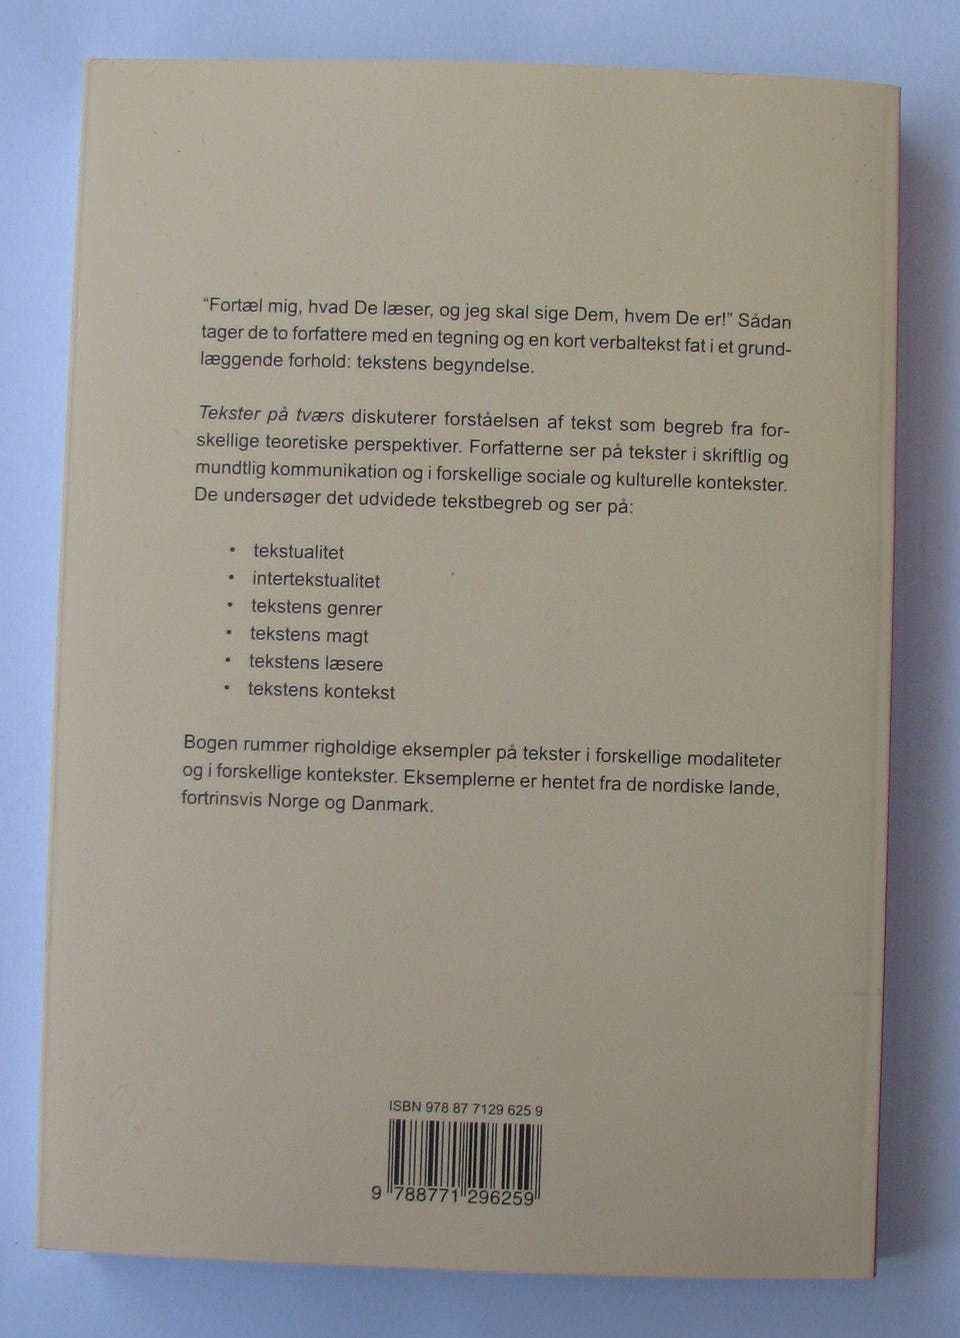 “Fortæl mig, hvad De læser, og jeg skal sige Dem, hvem De er!” Sådan
tager de to forfattere med en tegning og en kort verbaltekst fat i et grund-
læggende forhold: tekstens begyndelse.
Tekster på tværs diskuterer forståelsen af tekst som begreb fra for-
skellige teoretiske perspektiver. Forfatterne ser på tekster i skriftlig og
mundtlig kommunikation og i forskellige sociale og kulturelle kontekster.
De undersøger det udvidede tekstbegreb og ser på:
• tekstualitet
• intertekstualitet
• tekstens genrer
• tekstens magt
• tekstens læsere
• tekstens kontekst
Bogen rummer righoldige eksempler på tekster i forskellige modaliteter
og i forskellige kontekster. Eksemplerne er hentet fra de nordiske lande,
fortrinsvis Norge og Danmark.
ISBN 978 87 7129 625 9
9 788771 296259